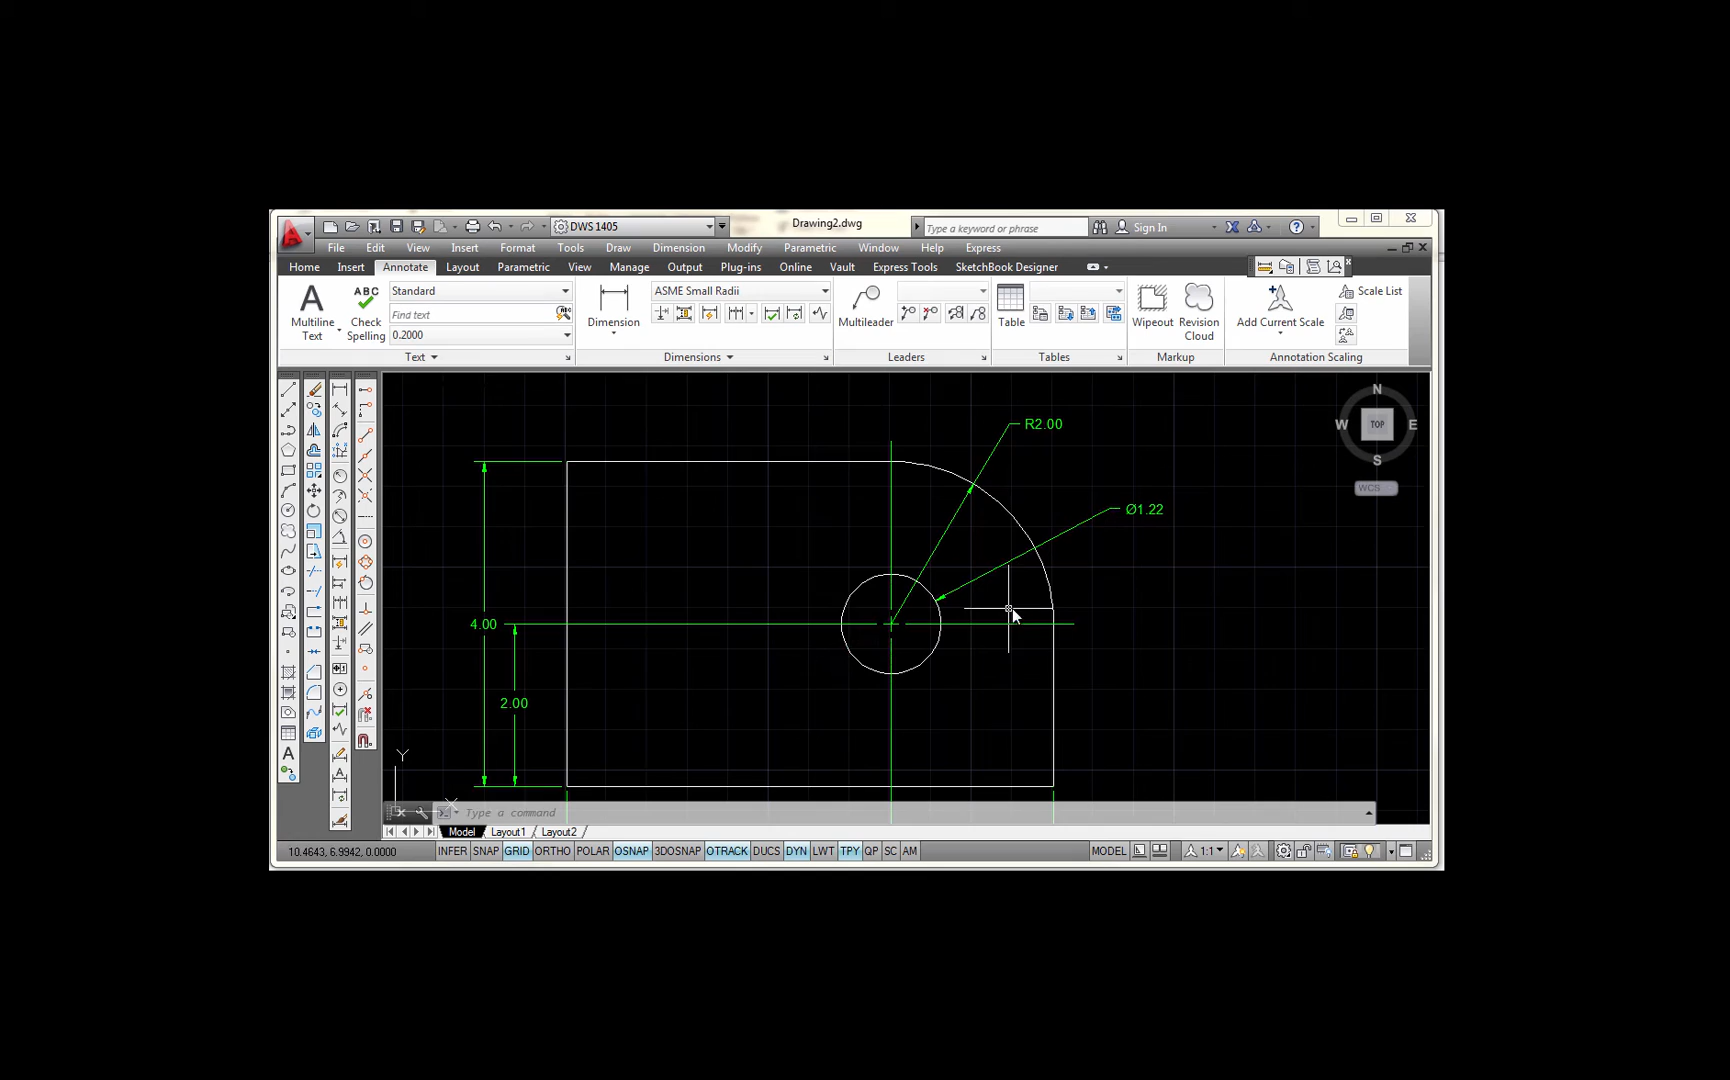 DWS 1405 Drawing2.dwg Type a keyword or phrase Sign In
File Edit View Insert Format Tools Draw Dimension Modify Parametric Window Help Express
Home Insert Annotate Layout Parametric View Manage Output Plug-ins Online Vault Express Tools SketchBook Designer
A ABC Standard ASME Small Radii Scale List
Find text
Multiline Text Check Spelling 0.2000 Dimension Multileader Table Wipeout Revision Cloud Add Current Scale
Text Dimensions Leaders Tables Markup Annotation Scaling
N
R2.00
W TOP E
S
WCS
Ø1.22
4.00
2.00
Y
A
X Type a command
Model Layout1 Layout2
10.4643, 6.9942, 0.0000 INFER SNAP GRID ORTHO POLAR OSNAP 3DOSNAP OTRACK DUCS DYN LWT TPY QP SC AM MODEL 1:1